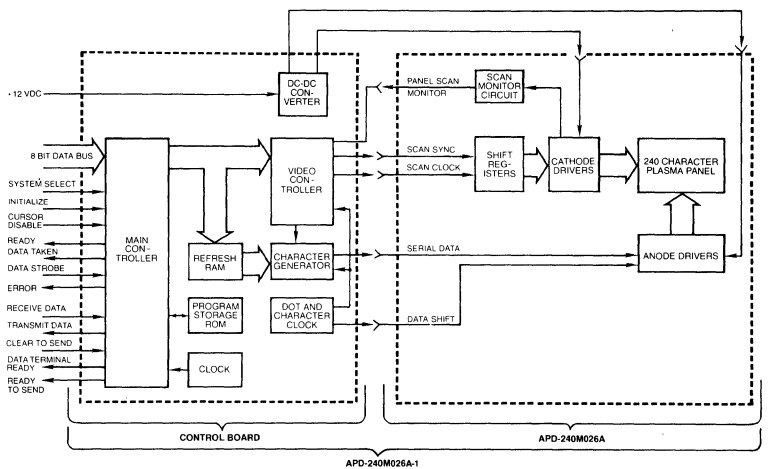 +12 VDC
DC-DC
CON-
VERTER
PANEL SCAN
MONITOR
SCAN
MONITOR
CIRCUIT
8 BIT DATA BUS
SYSTEM SELECT
INITIALIZE
CURSOR
DISABLE
READY
DATA TAKEN
DATA STROBE
ERROR
RECEIVE DATA
TRANSMIT DATA
CLEAR TO SEND
DATA TERMINAL
READY
READY
TO SEND
MAIN
CON-
TROLLER
VIDEO
CON-
TROLLER
REFRESH
RAM
CHARACTER
GENERATOR
PROGRAM
STORAGE
ROM
DOT AND
CHARACTER
CLOCK
CLOCK
SCAN SYNC
SCAN CLOCK
SHIFT
REG-
ISTERS
CATHODE
DRIVERS
240 CHARACTER
PLASMA PANEL
SERIAL DATA
ANODE DRIVERS
DATA SHIFT
CONTROL BOARD
APD-240M026A
APD-240M026A-1